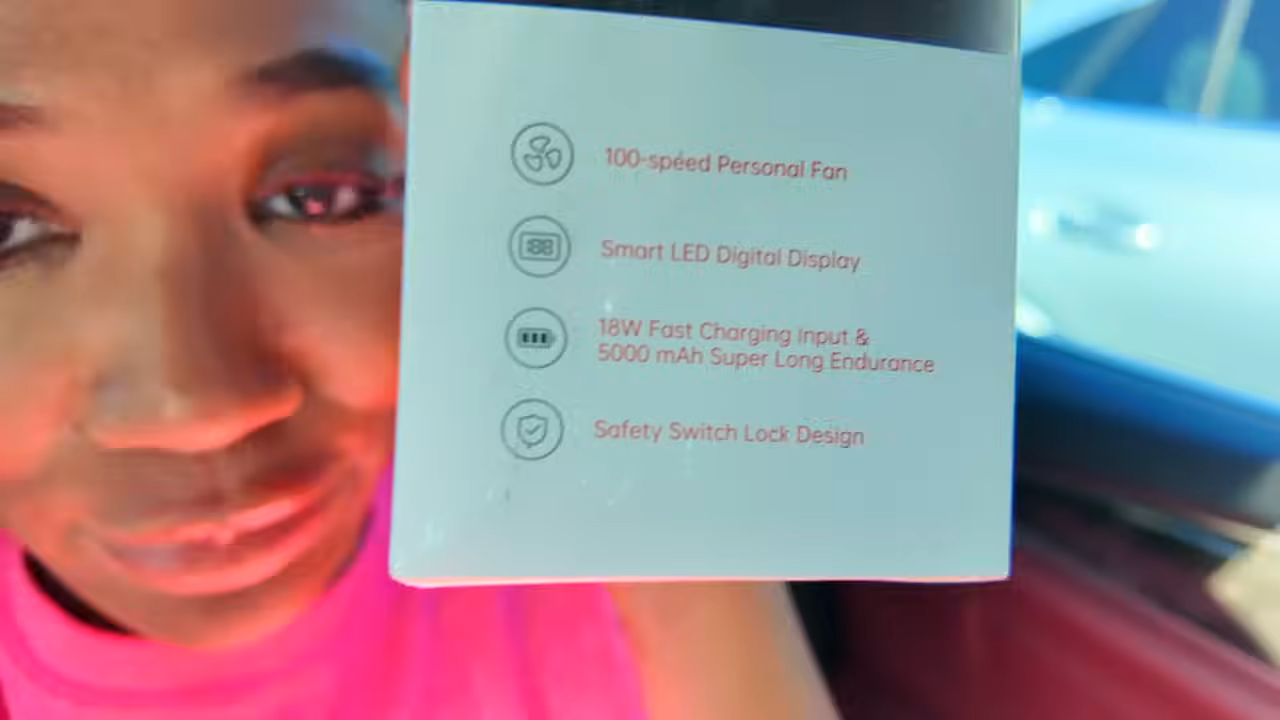 100-speed Personal Fan
Smart LED Digital Display
18W Fast Charging Input &
5000 mAh Super Long Endurance
Safety Switch Lock Design